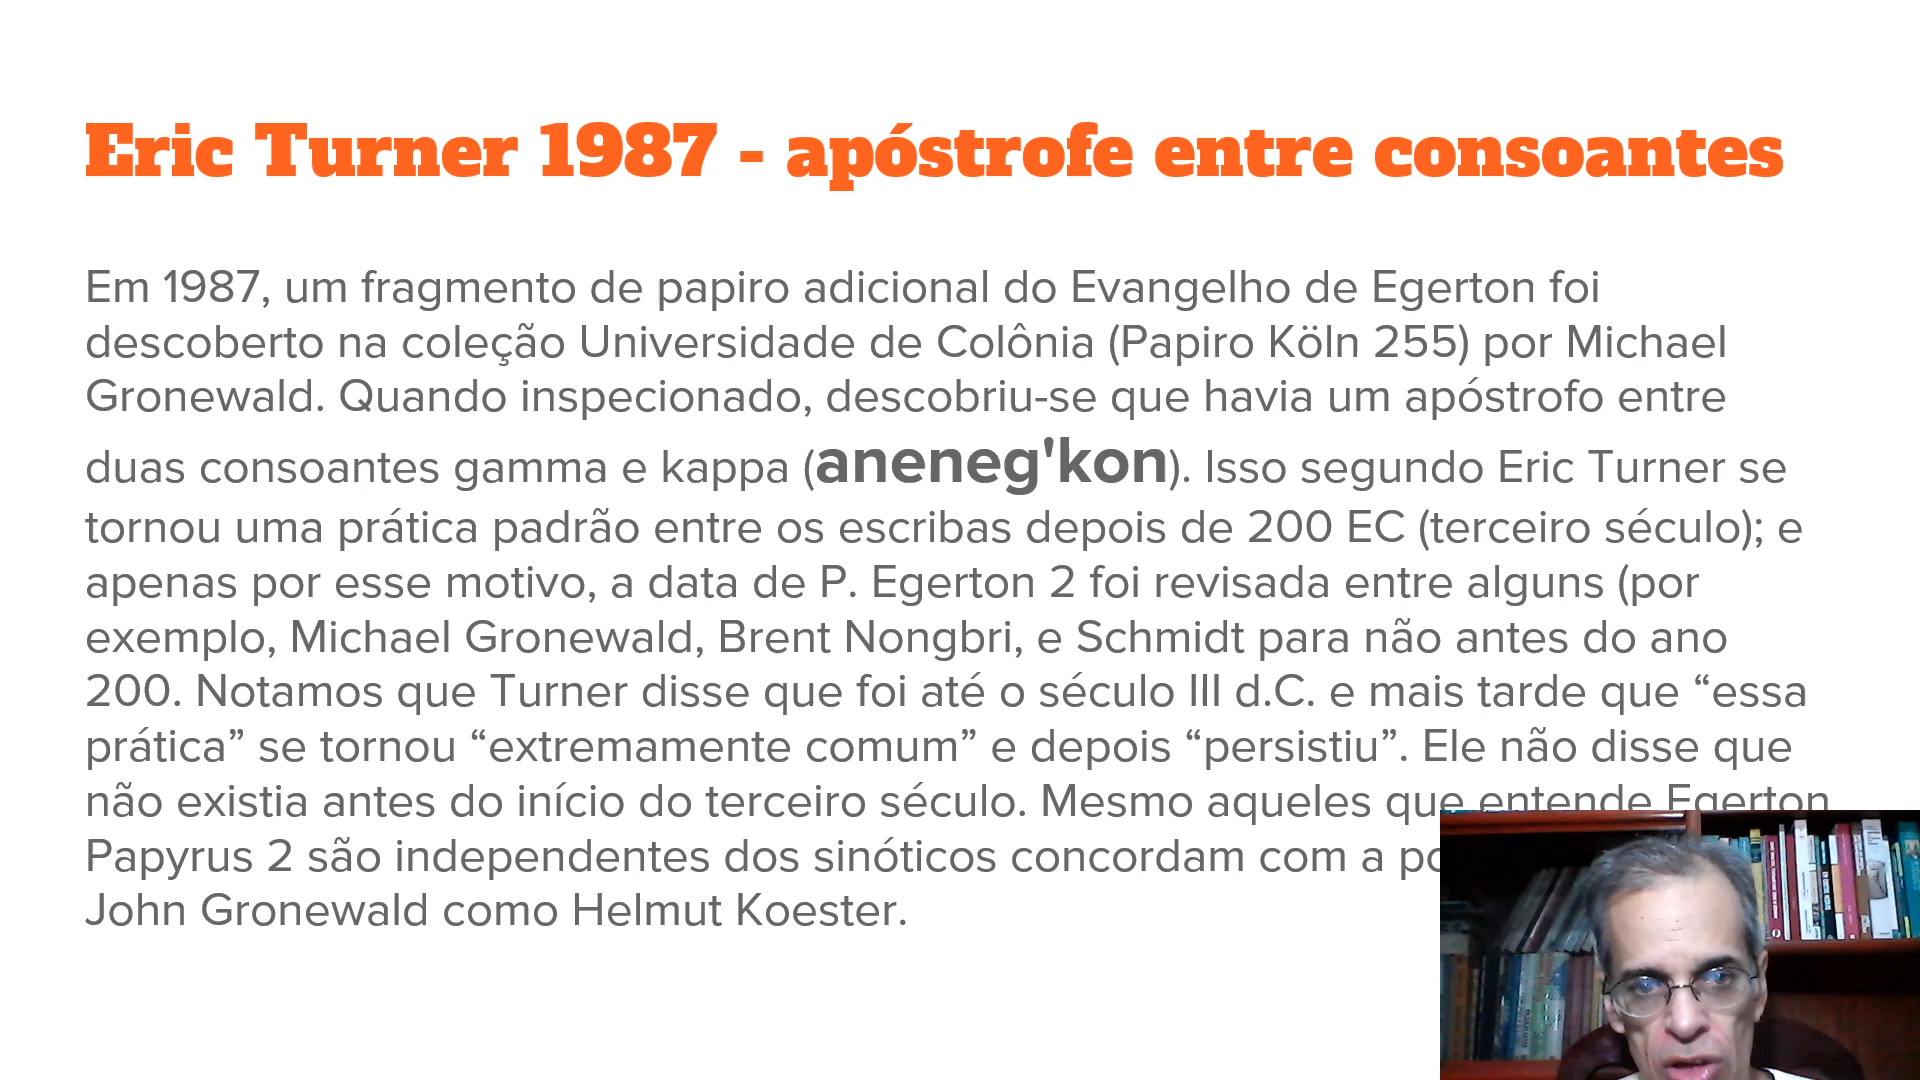 Eric Turner 1987 - apóstrofe entre consoantes
Em 1987, um fragmento de papiro adicional do Evangelho de Egerton foi
descoberto na coleção Universidade de Colônia (Papiro Köln 255) por Michael
Gronewald. Quando inspecionado, descobriu-se que havia um apóstrofo entre
duas consoantes gamma e kappa (aneneg'kon). Isso segundo Eric Turner se
tornou uma prática padrão entre os escribas depois de 200 EC (terceiro século); e
apenas por esse motivo, a data de P. Egerton 2 foi revisada entre alguns (por
exemplo, Michael Gronewald, Brent Nongbri, e Schmidt para não antes do ano
200. Notamos que Turner disse que foi até o século III d.C. e mais tarde que “essa
prática” se tornou “extremamente comum” e depois “persistiu”. Ele não disse que
não existia antes do início do terceiro século. Mesmo aqueles que entende Egerton
Papyrus 2 são independentes dos sinóticos concordam com a
John Gronewald como Helmut Koester.